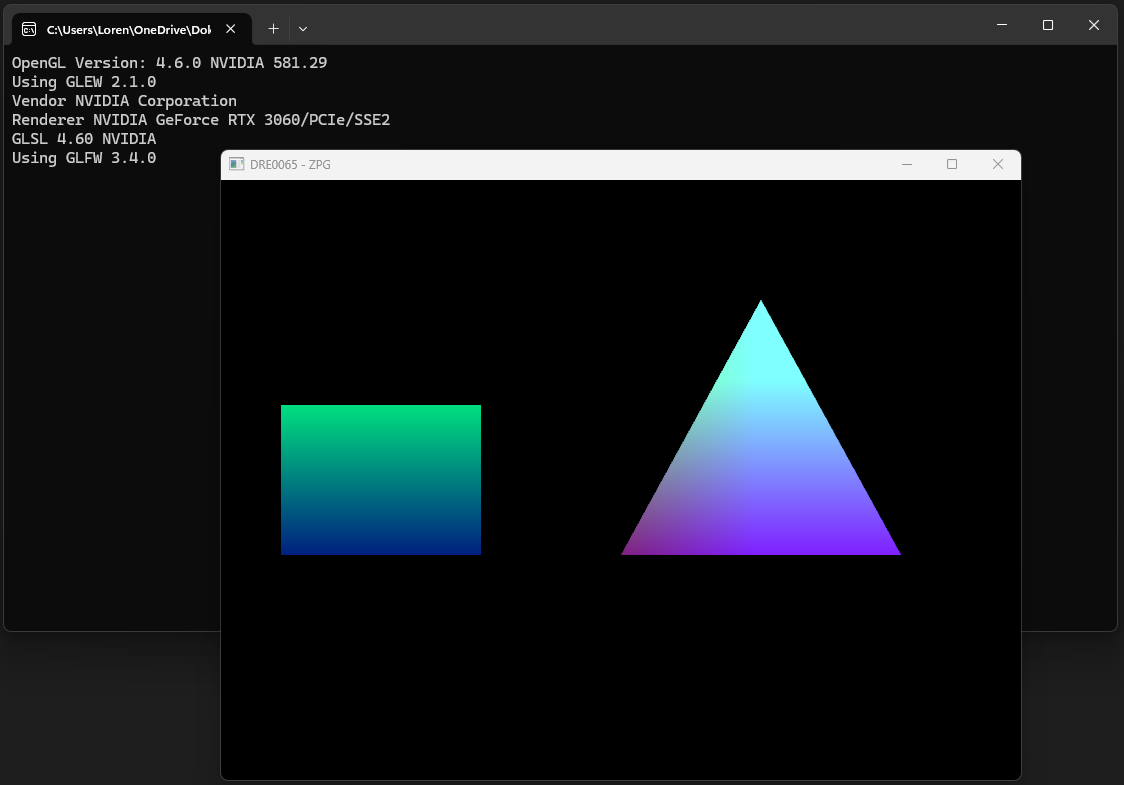 C:\Users\Loren\OneDrive\Dok
OpenGL Version: 4.6.0 NVIDIA 581.29
Using GLEW 2.1.0
Vendor NVIDIA Corporation
Renderer NVIDIA GeForce RTX 3060/PCIe/SSE2
GLSL 4.60 NVIDIA
Using GLFW 3.4.0
DRE0065 - ZPG